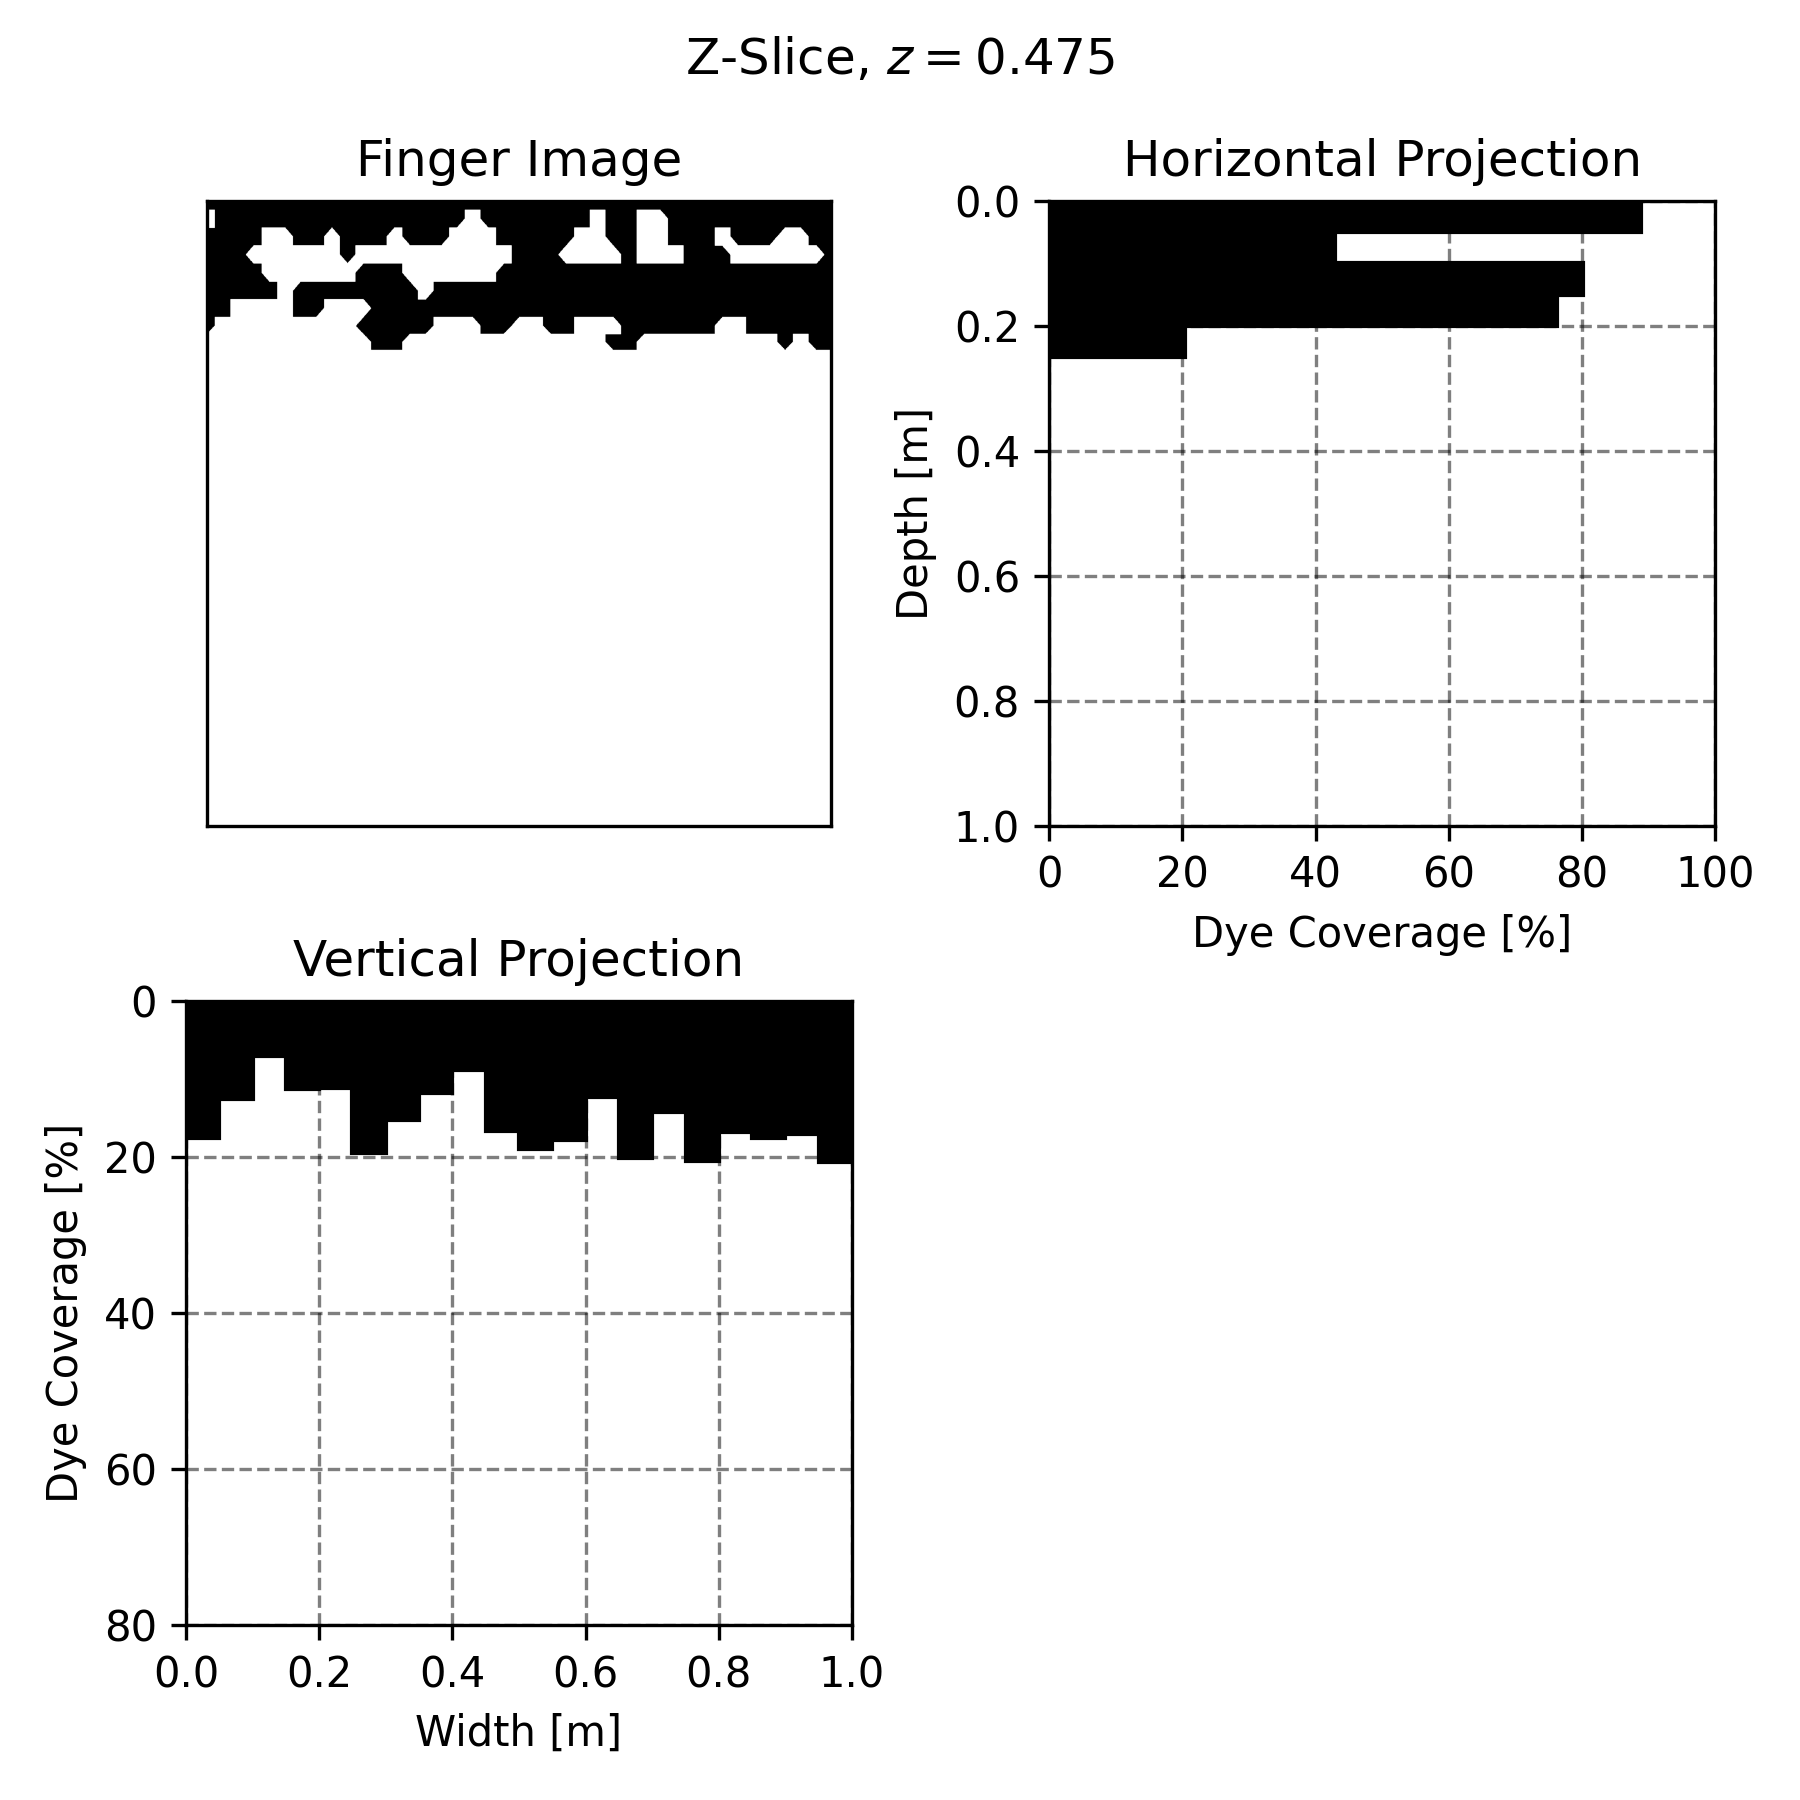 Z-Slice, z = 0.475
Finger Image
Horizontal Projection
0.0
0.2
0.4
0.6
0.8
1.0
Depth [m]
0 20 40 60 80 100
Dye Coverage [%]
Vertical Projection
0
20
40
60
80
Dye Coverage [%]
0.0 0.2 0.4 0.6 0.8 1.0
Width [m]